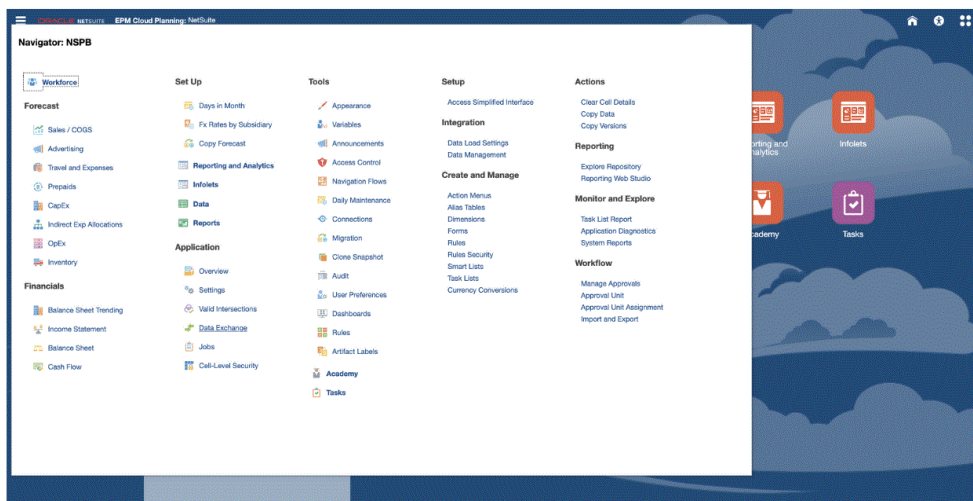 ORACLE NETSUITE EPM Cloud Planning: NetSuite
Navigator: NSPB
Workforce
Forecast
Sales / COGS
Advertising
Travel and Expenses
Prepaids
CapEx
Indirect Exp Allocations
OpEx
Inventory
Financials
Balance Sheet Trending
Income Statement
Balance Sheet
Cash Flow
Set Up
Days in Month
Fx Rates by Subsidiary
Copy Forecast
Reporting and Analytics
Infolets
Data
Reports
Application
Overview
Settings
Valid Intersections
Data Exchange
Jobs
Cell-Level Security
Tools
Appearance
Variables
Announcements
Access Control
Navigation Flows
Daily Maintenance
Connections
Migration
Clone Snapshot
Audit
User Preferences
Dashboards
Rules
Artifact Labels
Academy
Tasks
Setup
Access Simplified Interface
Integration
Data Load Settings
Data Management
Create and Manage
Action Menus
Alias Tables
Dimensions
Forms
Rules
Rules Security
Smart Lists
Task Lists
Currency Conversions
Actions
Clear Cell Details
Copy Data
Copy Versions
Reporting
Explore Repository
Reporting Web Studio
Monitor and Explore
Task List Report
Application Diagnostics
System Reports
Workflow
Manage Approvals
Approval Unit
Approval Unit Assignment
Import and Export
orting and
nalytics
Infolets
cademy
Tasks